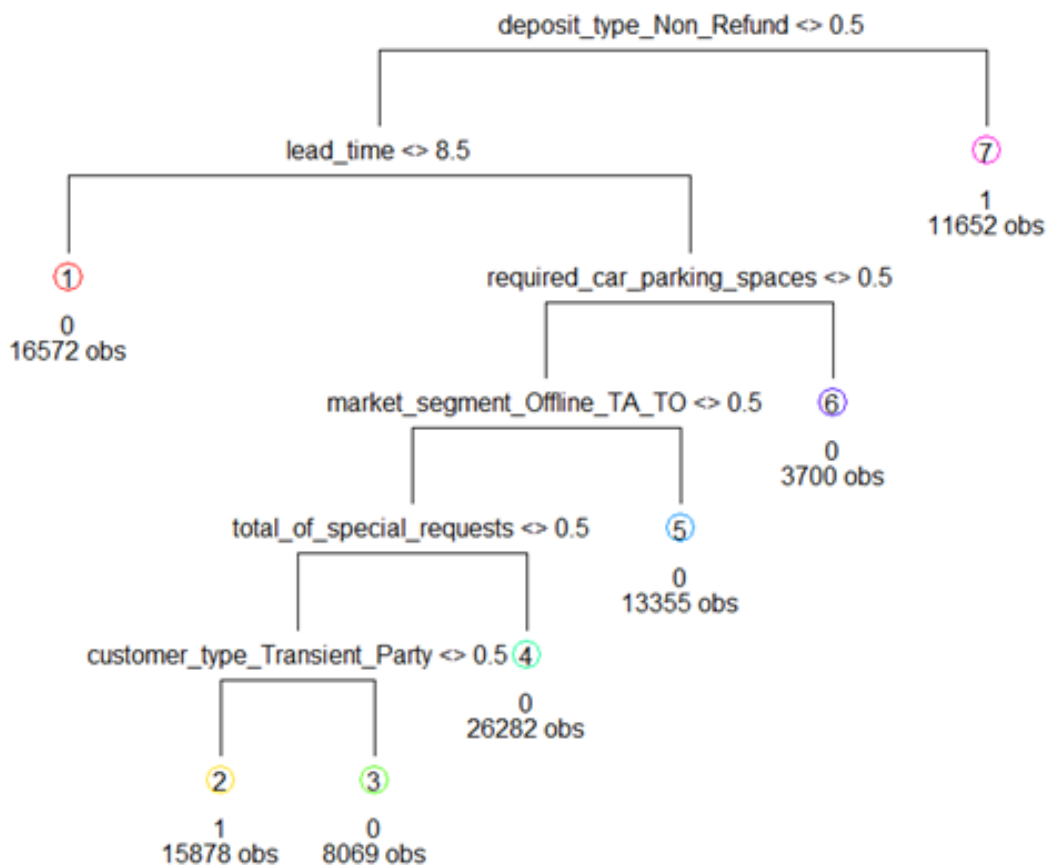 deposit_type_Non_Refund <> 0.5
lead_time <> 8.5
7
1
11652 obs
1
0
16572 obs
required_car_parking_spaces <> 0.5
market_segment_Offline_TA_TO <> 0.5
6
0
3700 obs
total_of_special_requests <> 0.5
5
0
13355 obs
customer_type_Transient_Party <> 0.5
4
0
26282 obs
2
1
15878 obs
3
0
8069 obs